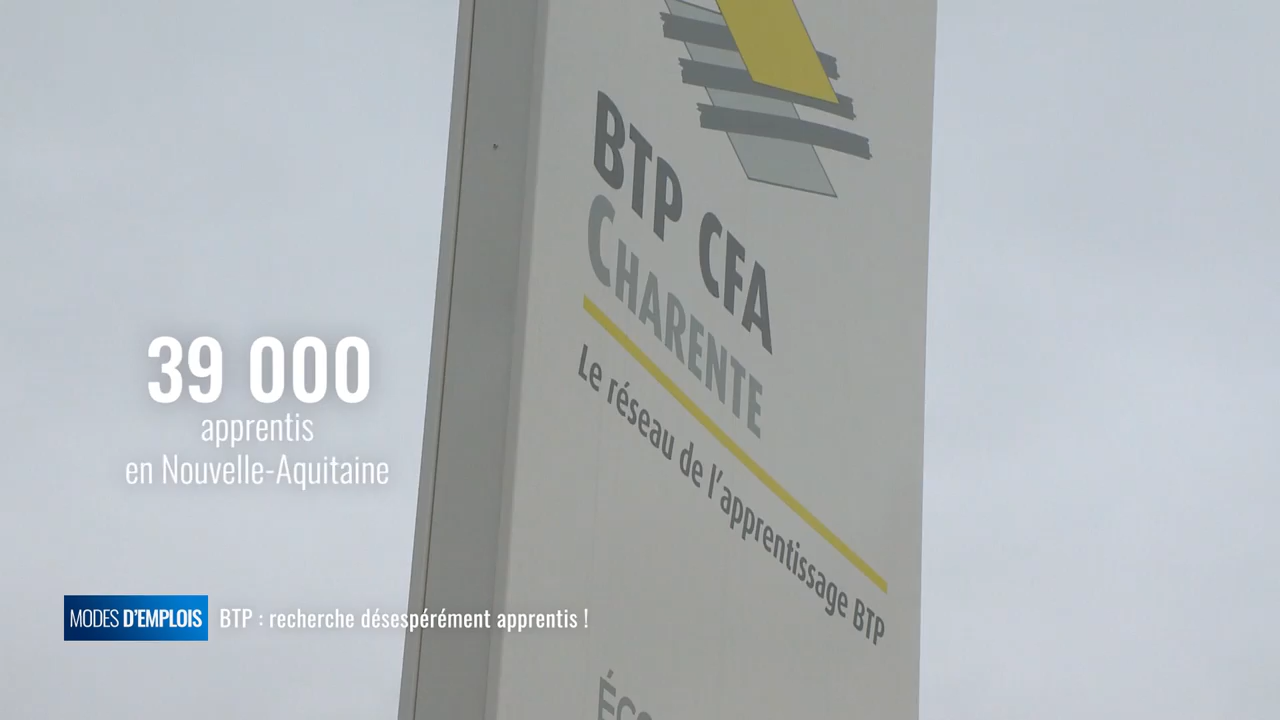 BTP CFA
CHARENTE
Le réseau de l'apprentissage BTP
39 000
apprentis
en Nouvelle-Aquitaine
MODES D'EMPLOIS
BTP : recherche désespérément apprentis !